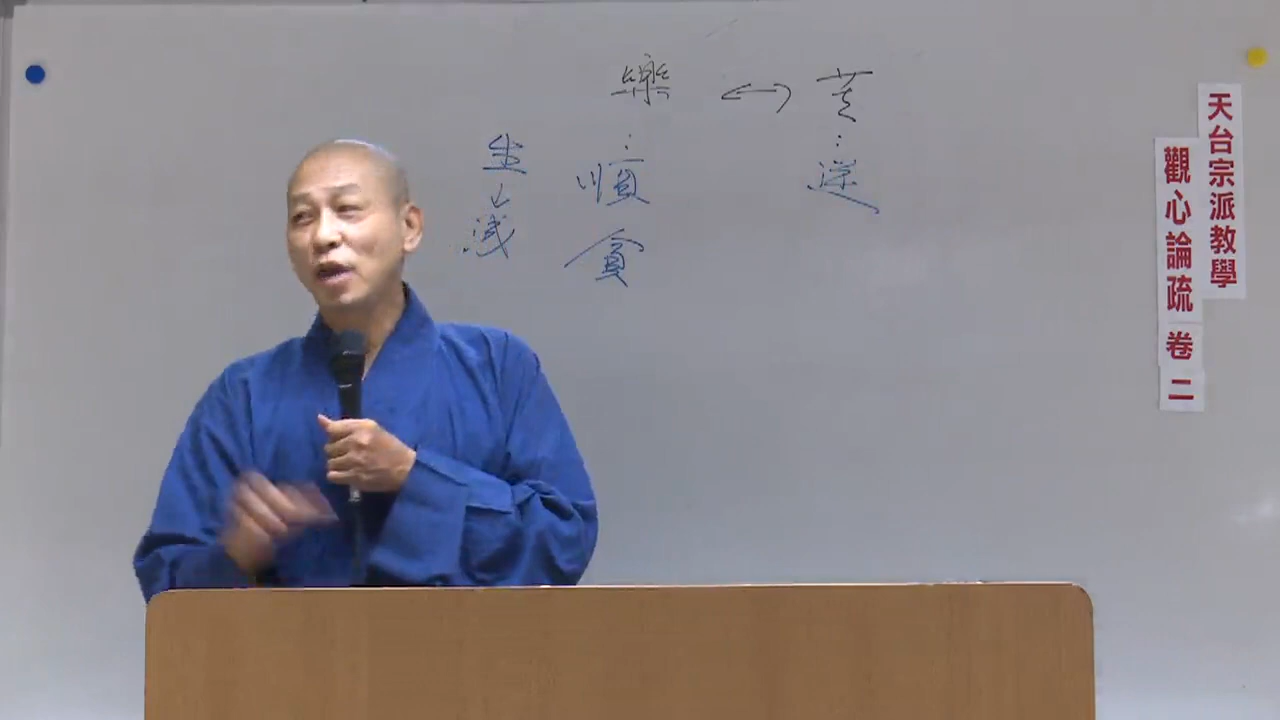 樂 ↔ 苦
順 逆
貪
生
↓
滅
天台宗派教學
觀心論疏 卷二